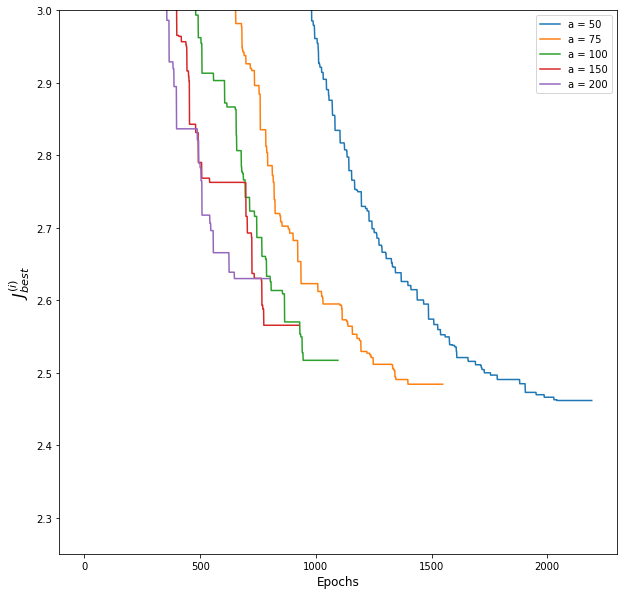 3.0
2.9
2.8
2.7
2.6
2.5
2.4
2.3
J_{best}^{(i)}
a = 50
a = 75
a = 100
a = 150
a = 200
0 500 1000 1500 2000
Epochs